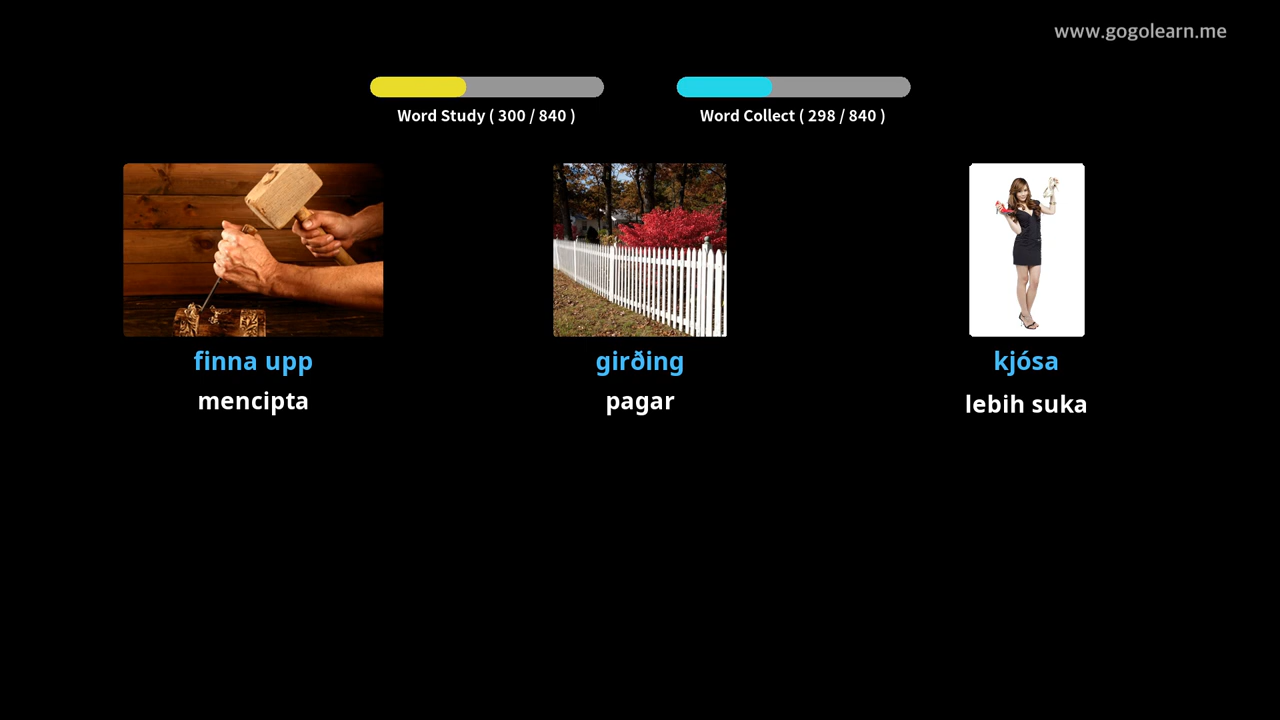 www.gogolearn.me
Word Study ( 300 / 840 )
Word Collect ( 298 / 840 )
finna upp
mencipta
girðing
pagar
kjósa
lebih suka